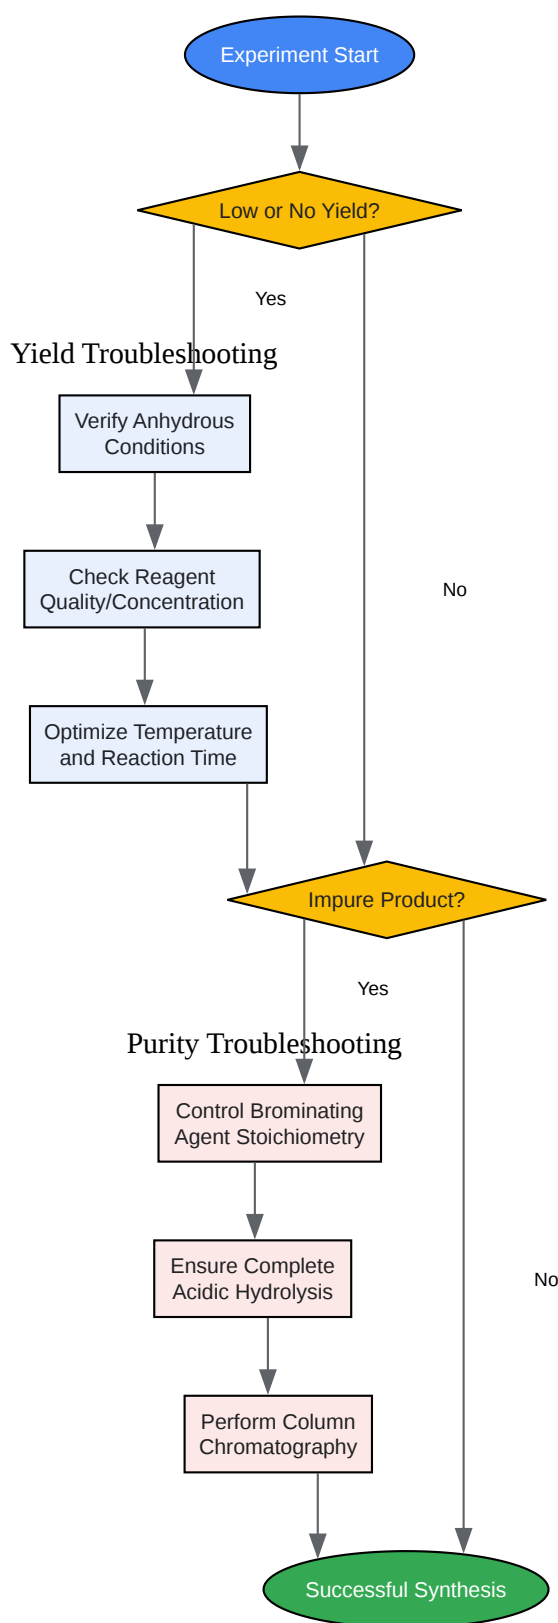 Experiment Start
Low or No Yield?
Yes
Yield Troubleshooting
Verify Anhydrous
Conditions
Check Reagent
Quality/Concentration
No
Optimize Temperature
and Reaction Time
Impure Product?
Yes
Purity Troubleshooting
Control Brominating
Agent Stoichiometry
Ensure Complete
Acidic Hydrolysis
No
Perform Column
Chromatography
Successful Synthesis